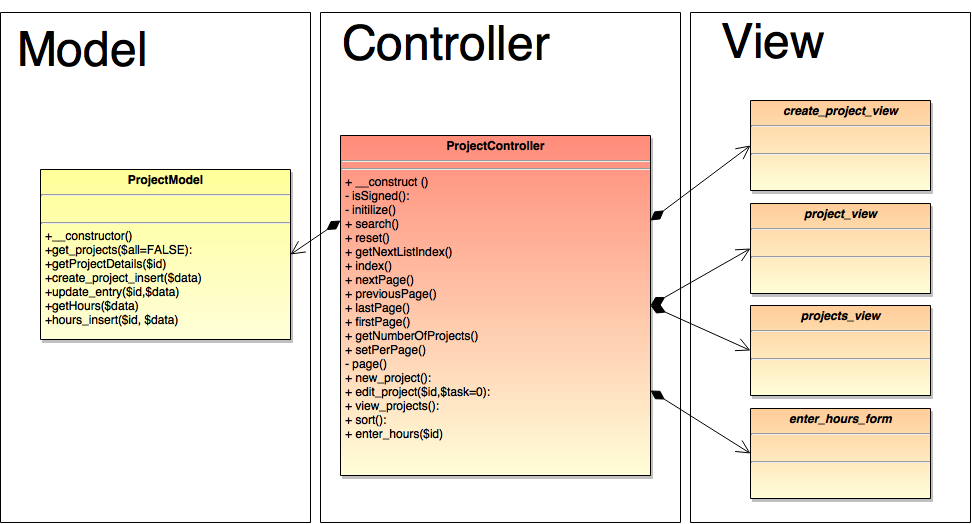 Model
ProjectModel
+__constructor()
+get_projects($all=FALSE):
+getProjectDetails($id)
+create_project_insert($data)
+update_entry($id,$data)
+getHours($data)
+hours_insert($id, $data)
Controller
ProjectController
+ __construct ()
- isSigned():
- initilize()
+ search()
+ reset()
+ getNextListIndex()
+ index()
+ nextPage()
+ previousPage()
+ lastPage()
+ firstPage()
+ getNumberOfProjects()
+ setPerPage()
- page()
+ new_project():
+ edit_project($id,$task=0):
+ view_projects():
+ sort():
+ enter_hours($id)
View
create_project_view
project_view
projects_view
enter_hours_form